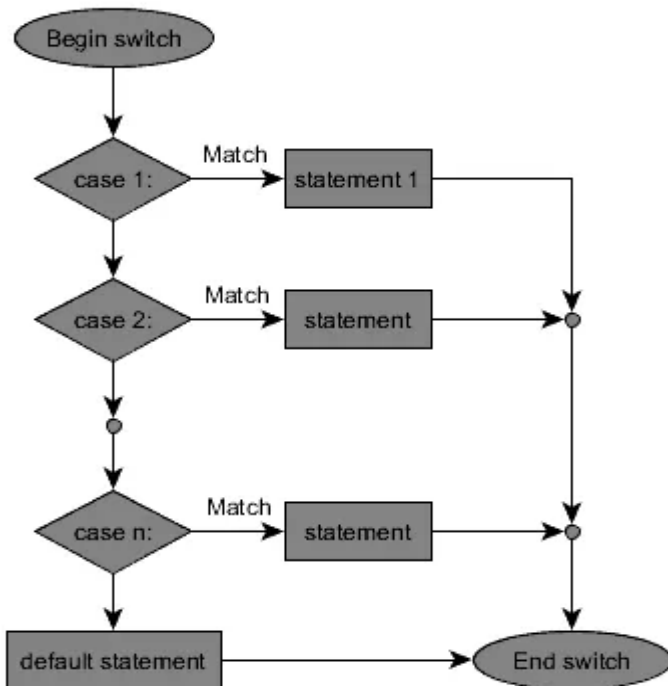 Begin switch
Match
case 1:
statement 1
Match
case 2:
statement
Match
case n:
statement
default statement
End switch